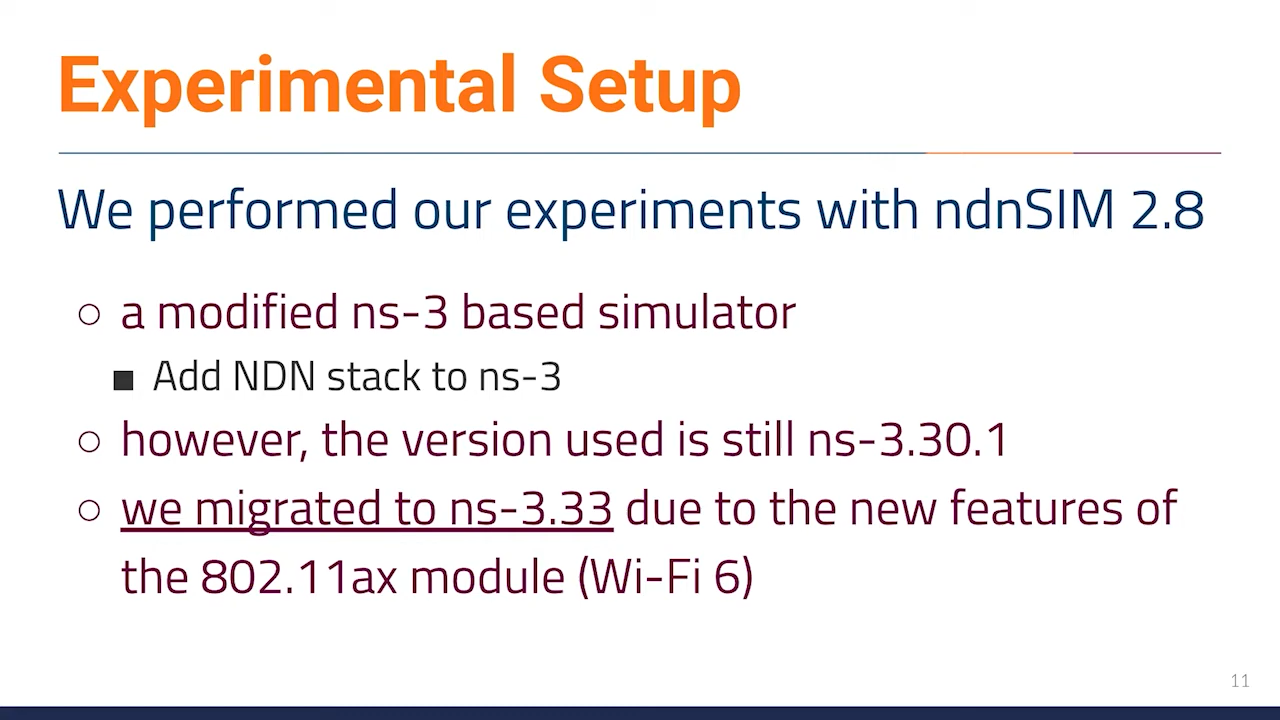 Experimental Setup
We performed our experiments with ndnSIM 2.8
○ a modified ns-3 based simulator
■ Add NDN stack to ns-3
○ however, the version used is still ns-3.30.1
○ we migrated to ns-3.33 due to the new features of
the 802.11ax module (Wi-Fi 6)
11